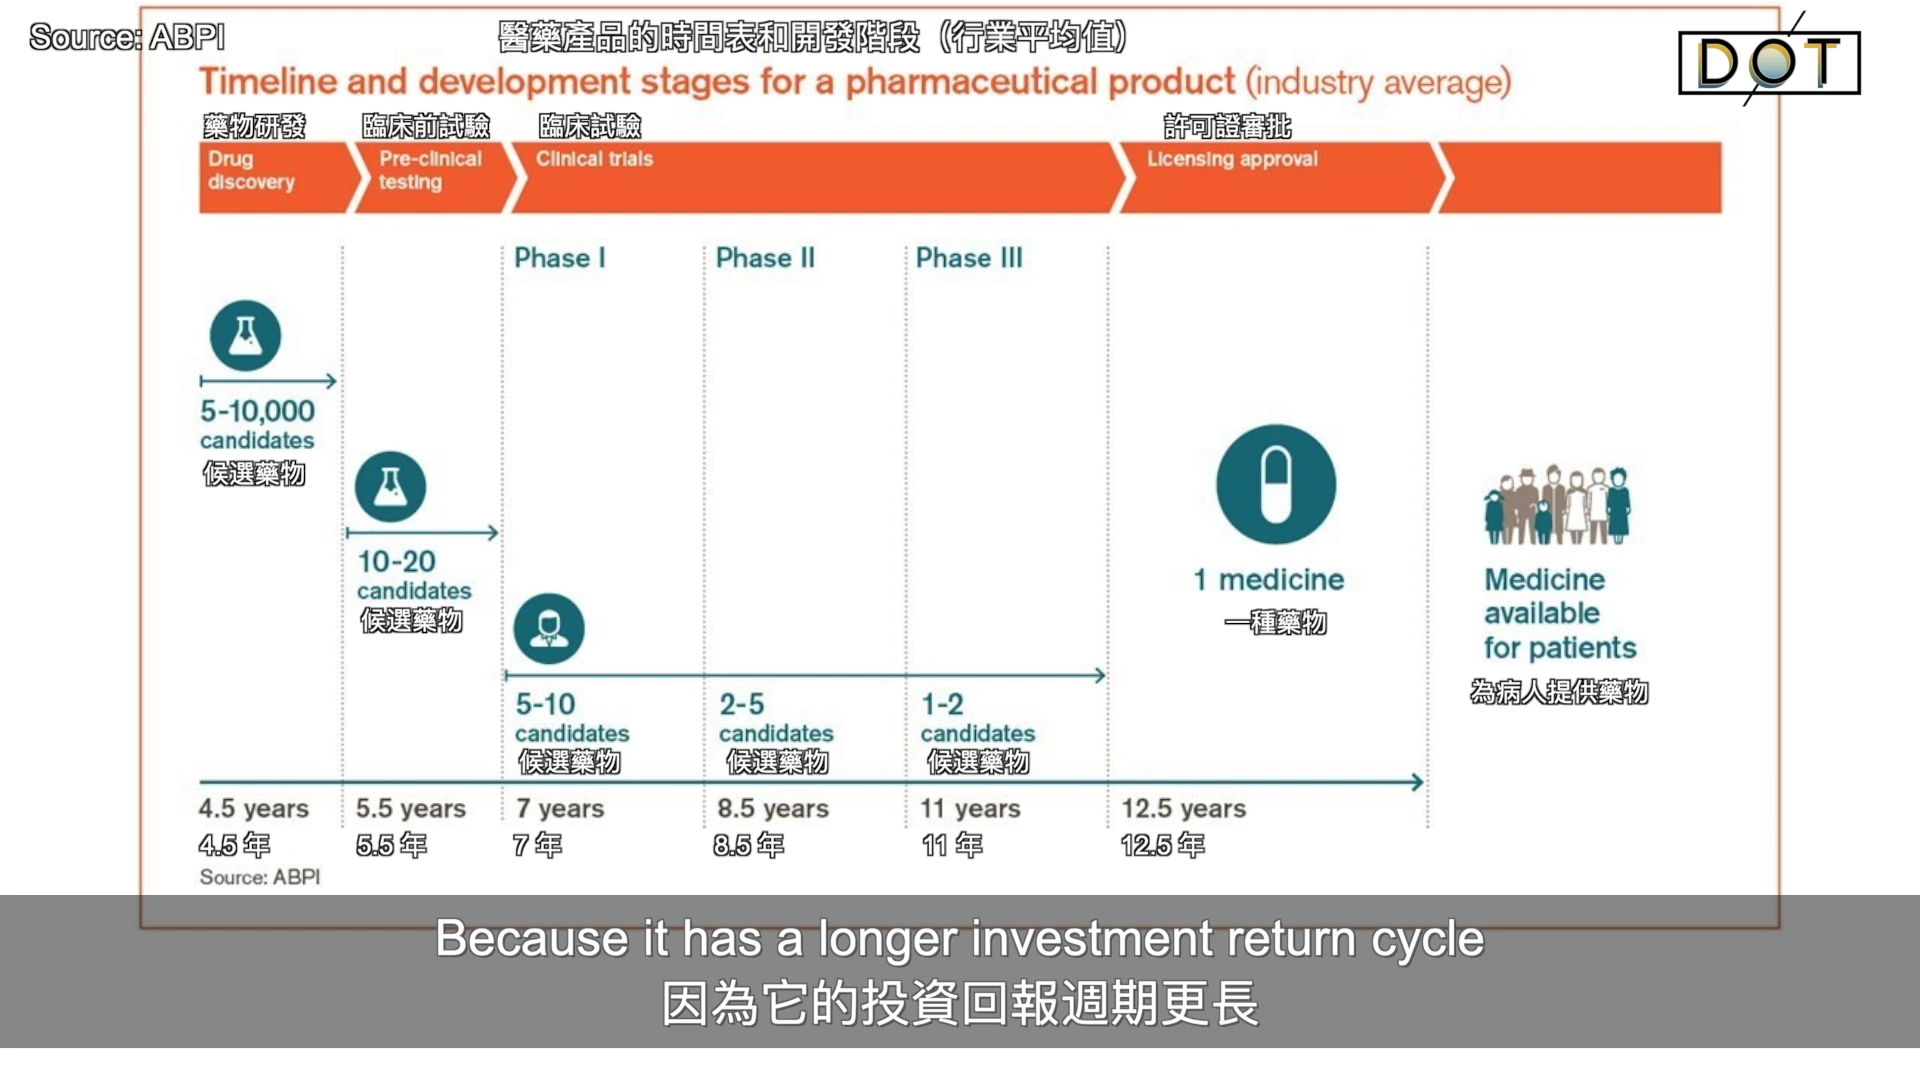 Source: ABPI
醫藥產品的時間表和開發階段（行業平均值）
DOT
Timeline and development stages for a pharmaceutical product (industry average)
藥物研發
臨床前試驗
臨床試驗
許可證審批
Drug
discovery
Pre-clinical
testing
Clinical trials
Licensing approval
Phase I
Phase II
Phase III
5-10,000
candidates
候選藥物
10-20
candidates
候選藥物
5-10
candidates
候選藥物
2-5
candidates
候選藥物
1-2
candidates
候選藥物
1 medicine
一種藥物
Medicine
available
for patients
為病人提供藥物
4.5 years
5.5 years
7 years
8.5 years
11 years
12.5 years
4.5 年
5.5 年
7 年
8.5 年
11 年
12.5 年
Source: ABPI
Because it has a longer investment return cycle
因為它的投資回報週期更長